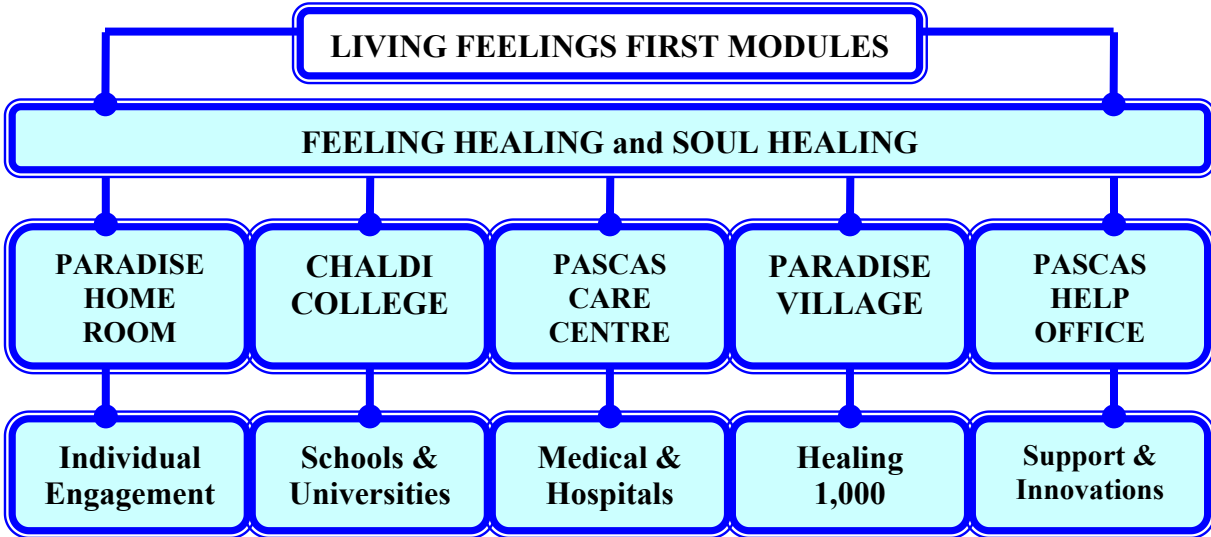 LIVING FEELINGS FIRST MODULES
FEELING HEALING and SOUL HEALING
PARADISE
HOME
ROOM
CHALDI
COLLEGE
PASCAS
CARE
CENTRE
PARADISE
VILLAGE
PASCAS
HELP
OFFICE
Individual
Engagement
Schools &
Universities
Medical &
Hospitals
Healing
1,000
Support &
Innovations